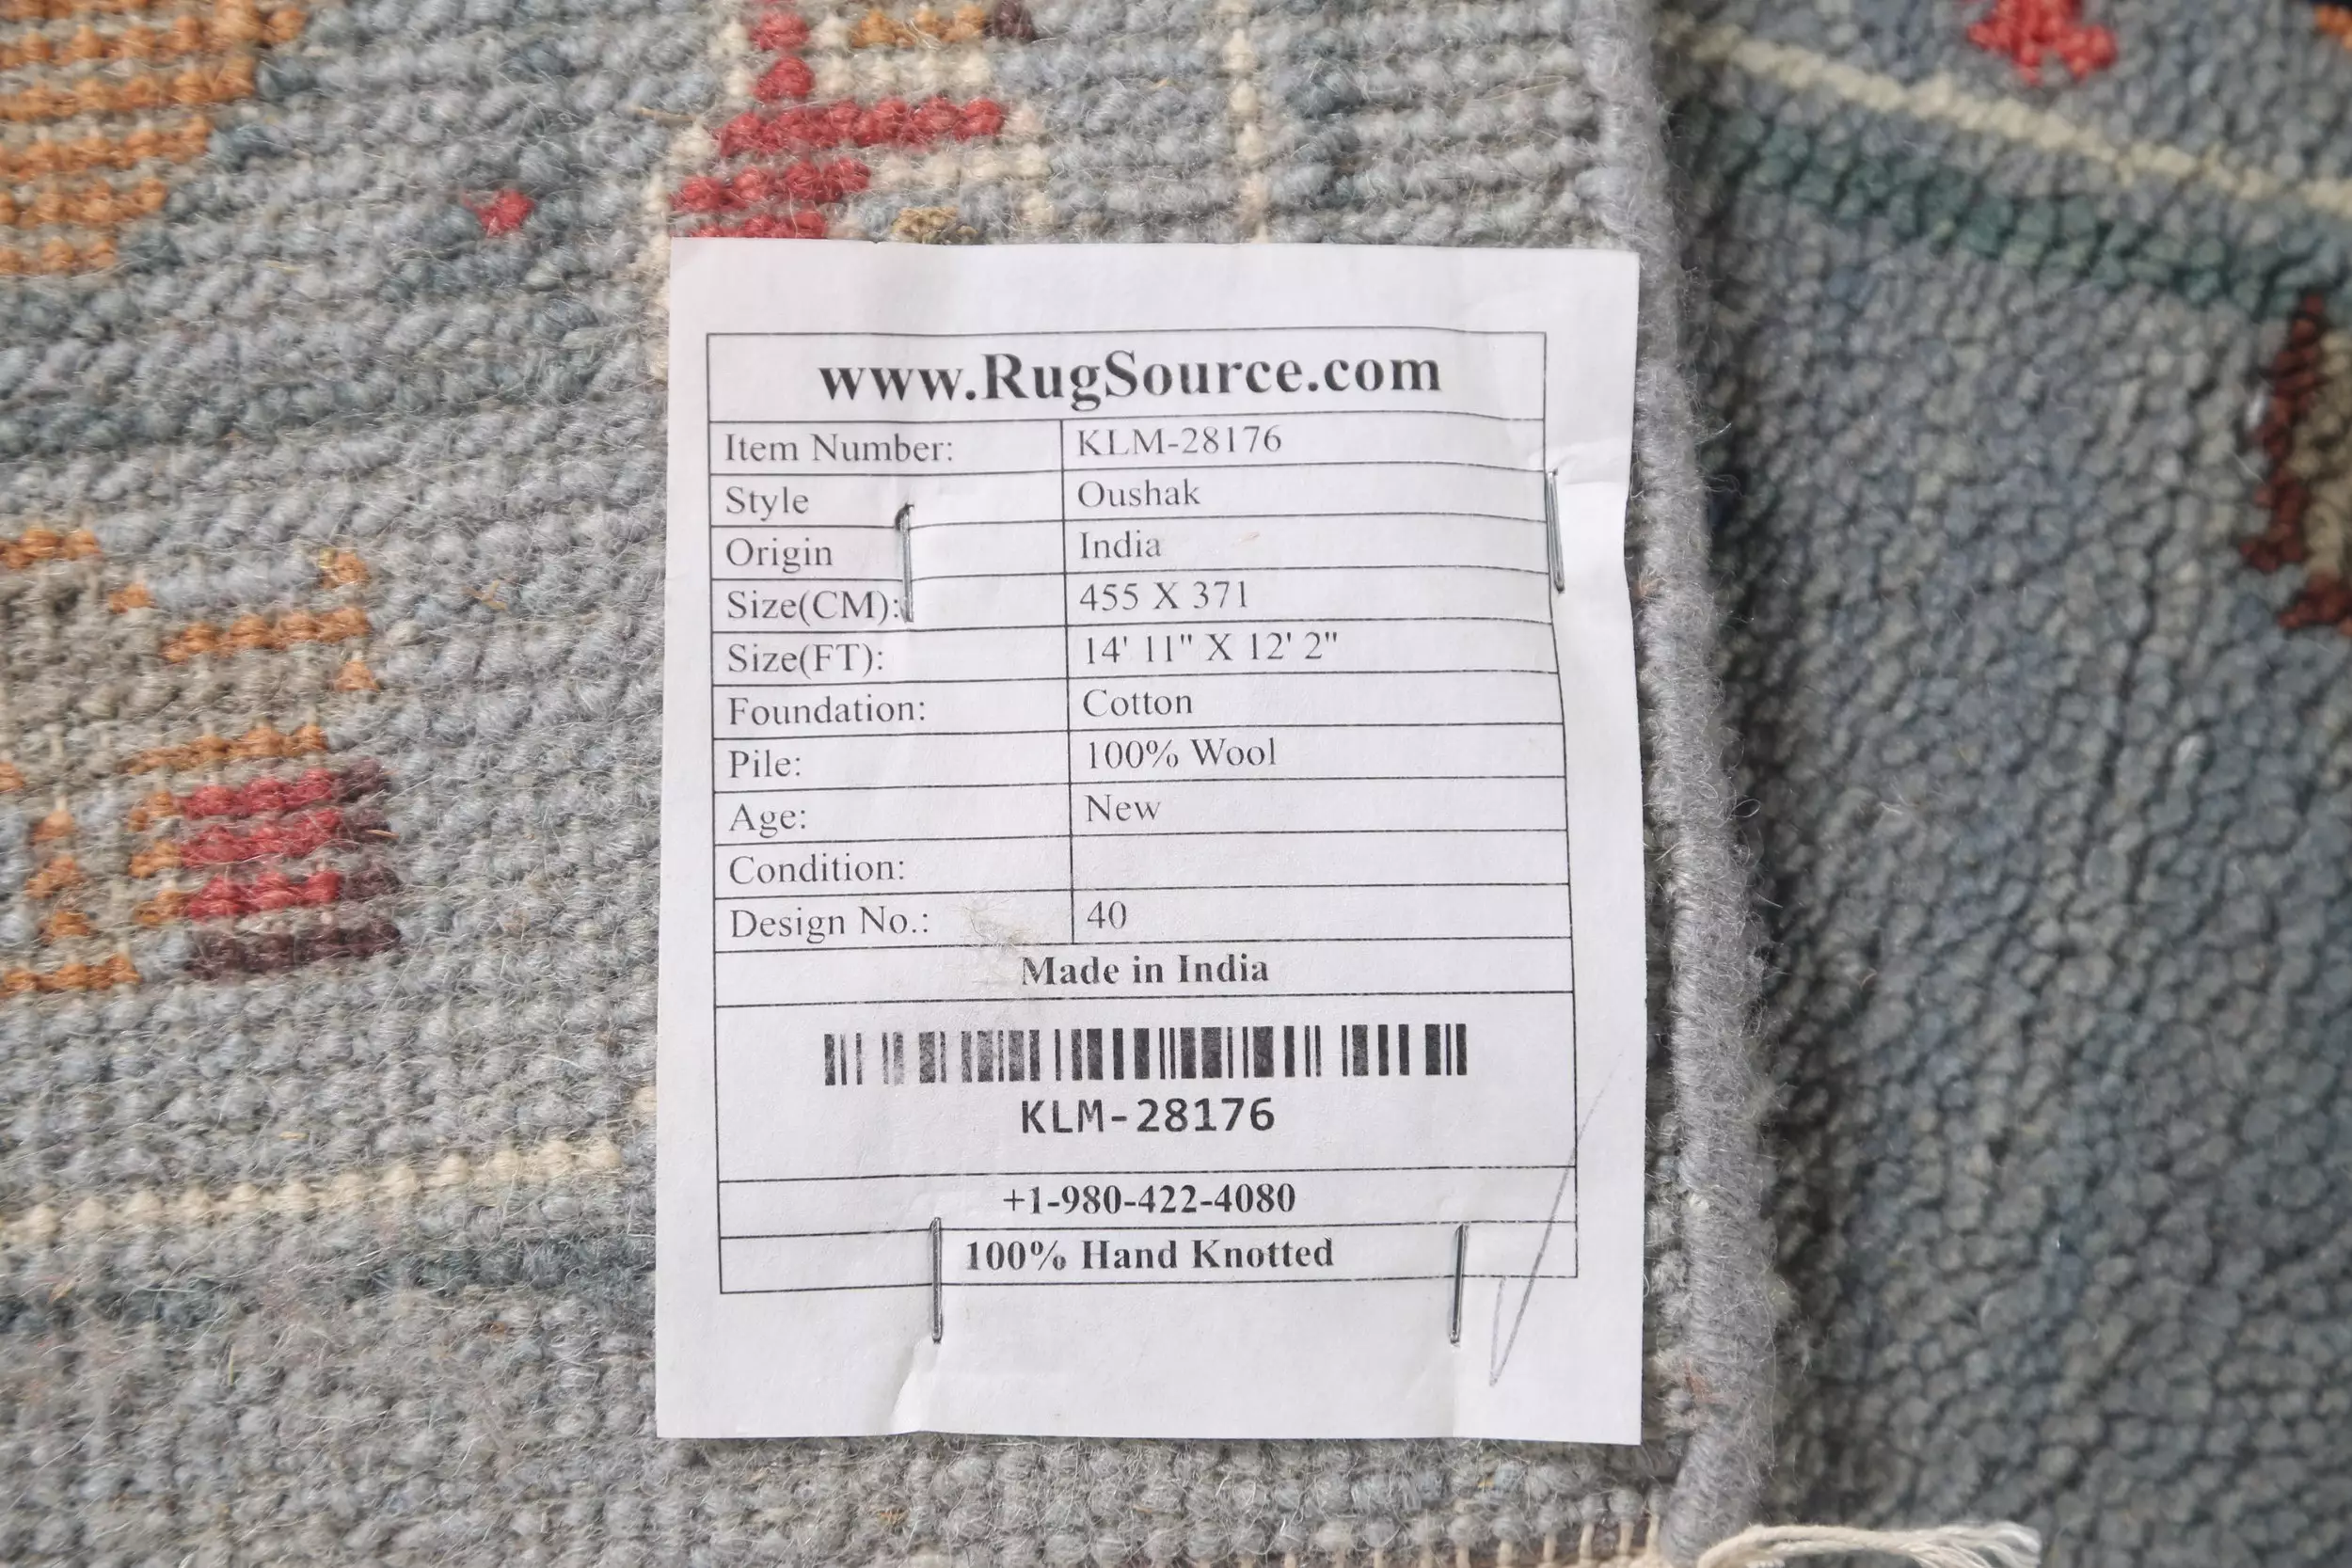 www.RugSource.com
Item Number: KLM-28176
Style Oushak
Origin India
Size(CM): 455 X 371
Size(FT): 14' 11" X 12' 2"
Foundation: Cotton
Pile: 100% Wool
Age: New
Condition:
Design No.: 40
Made in India
KLM-28176
+1-980-422-4080
100% Hand Knotted